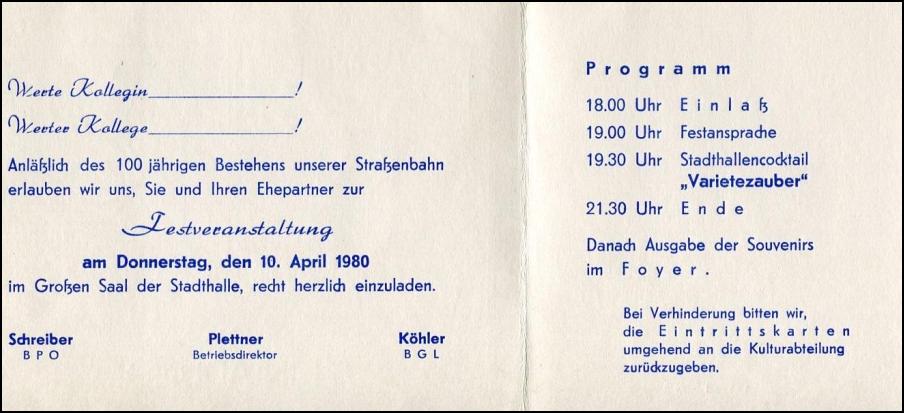 Werte Kollegin______________!
Werter Kollege______________!
Anläßlich des 100 jährigen Bestehens unserer Straßenbahn
erlauben wir uns, Sie und Ihren Ehepartner zur
Festveranstaltung
am Donnerstag, den 10. April 1980
im Großen Saal der Stadthalle, recht herzlich einzuladen.
Schreiber Plettner Köhler
BPO Betriebsdirektor BGL
Programm
18.00 Uhr Einlaß
19.00 Uhr Festansprache
19.30 Uhr Stadthallencocktail
„Varietezauber“
21.30 Uhr Ende
Danach Ausgabe der Souvenirs
im Foyer.
Bei Verhinderung bitten wir,
die Eintrittskarten
umgehend an die Kulturabteilung
zurückzugeben.